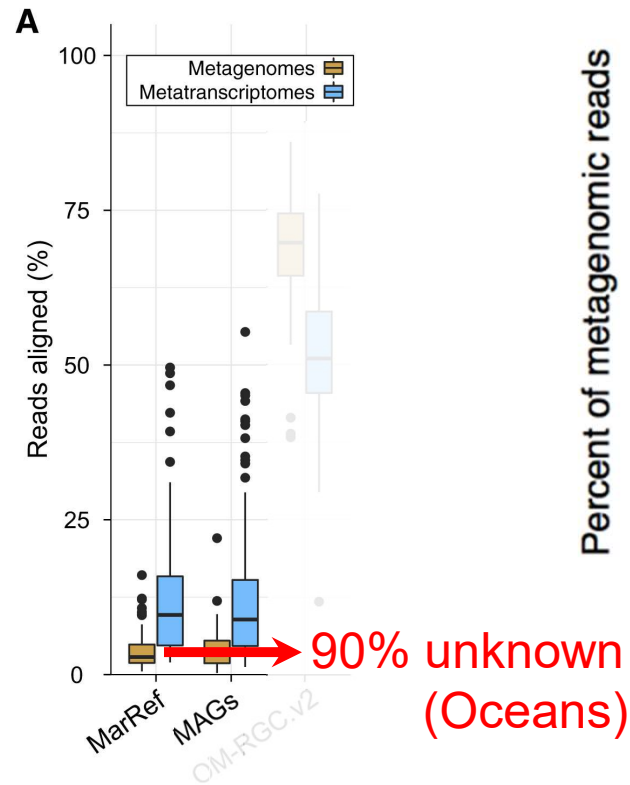 A
100
Metagenomes
Metatranscriptomes
75
50
25
0
Reads aligned (%)
MarRef
MAGs
OM-RGC.v2
90% unknown
(Oceans)
Percent of metagenomic reads